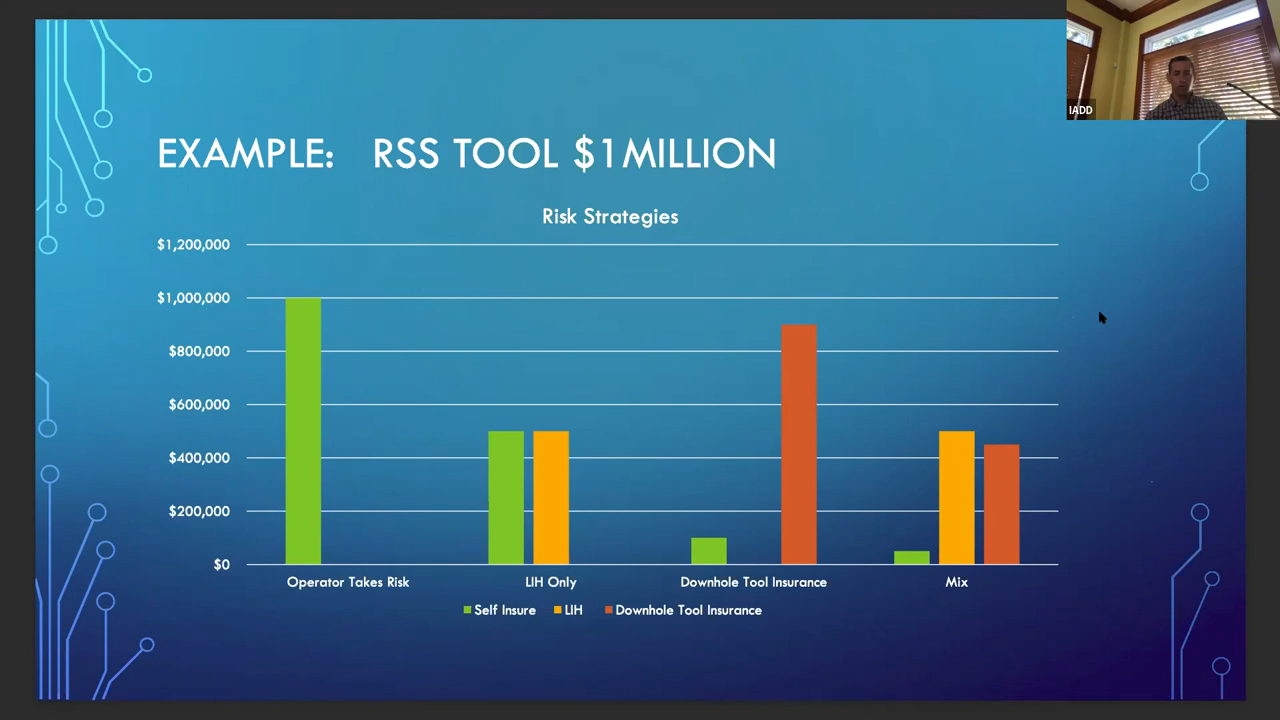 IADD
EXAMPLE: RSS TOOL $1MILLION
Risk Strategies
$1,200,000
$1,000,000
$800,000
$600,000
$400,000
$200,000
$0
Operator Takes Risk
LIH Only
Downhole Tool Insurance
Mix
Self Insure
LIH
Downhole Tool Insurance